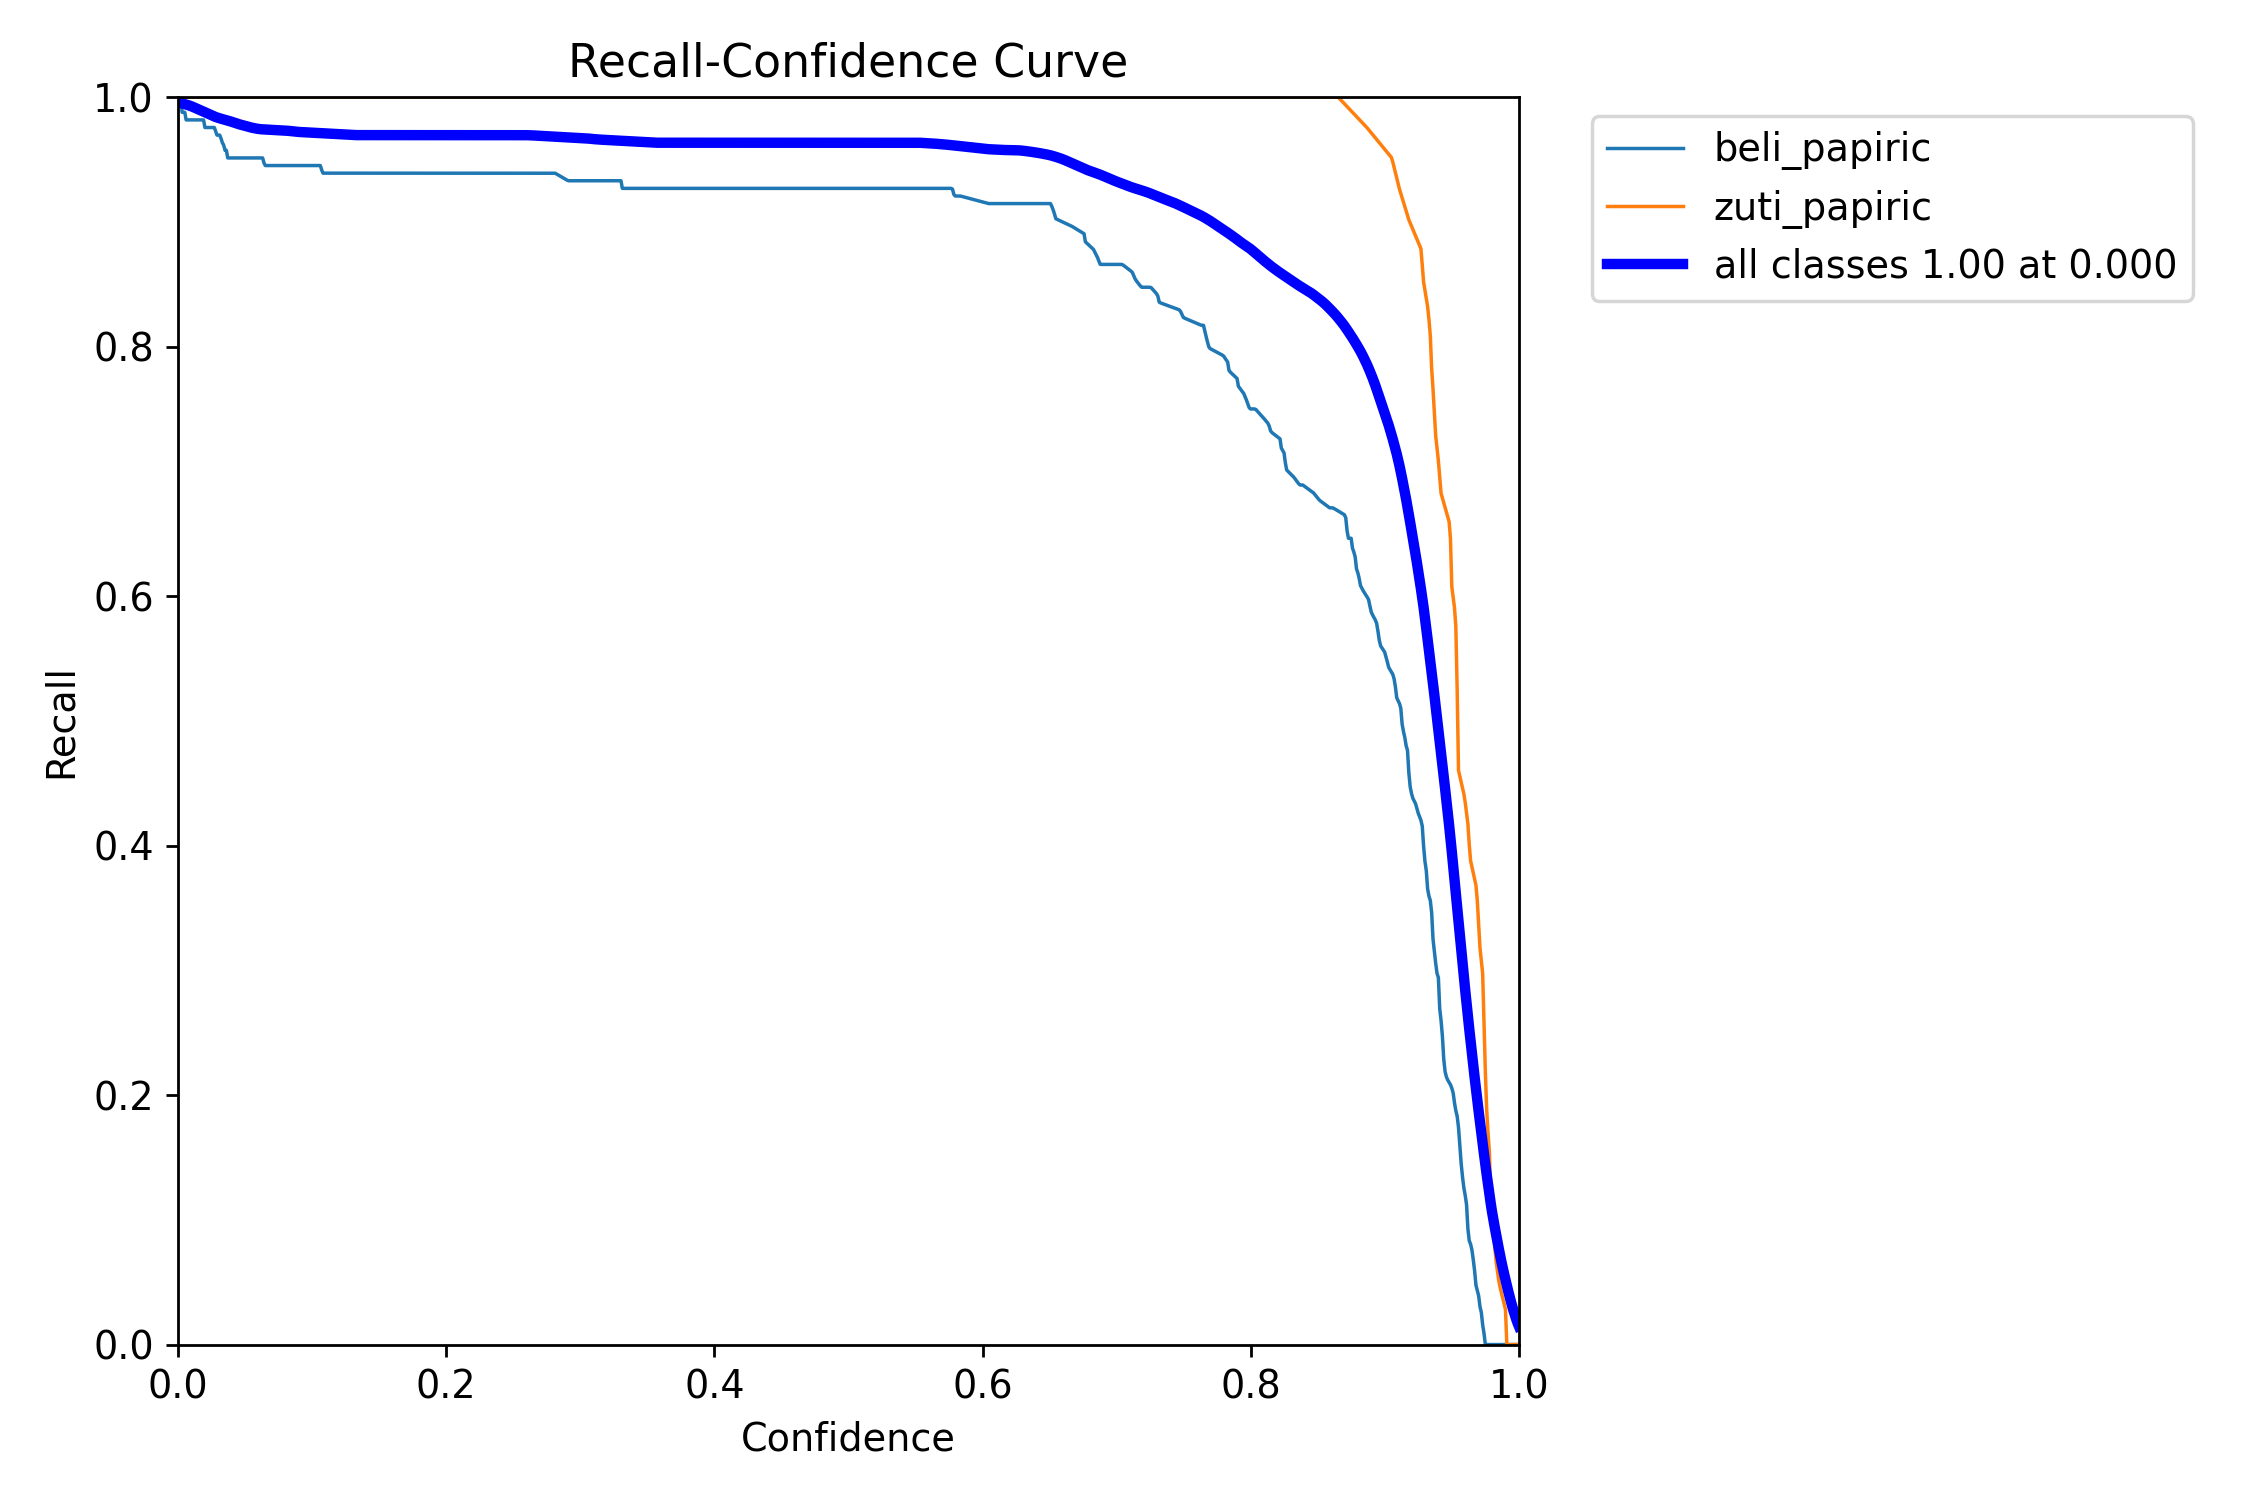 Recall-Confidence Curve
1.0
0.8
0.6
0.4
0.2
0.0
Recall
0.0 0.2 0.4 0.6 0.8 1.0
Confidence
beli_papiric
zuti_papiric
all classes 1.00 at 0.000